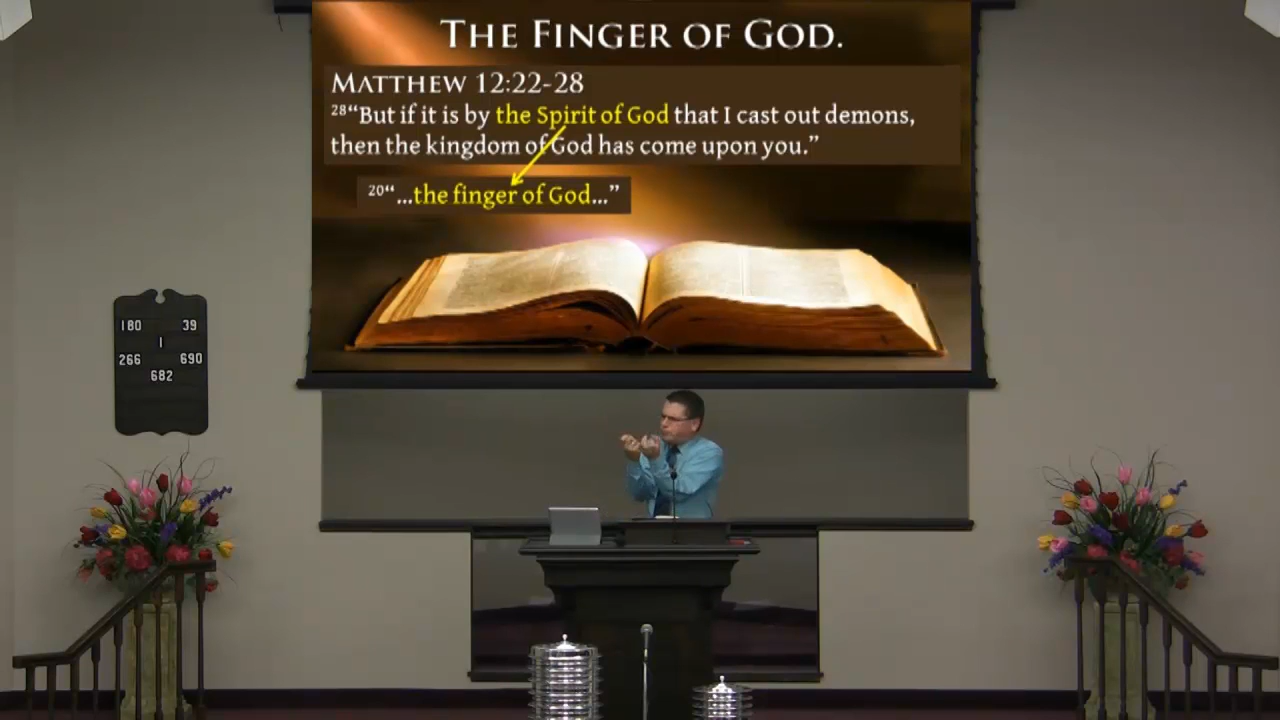 THE FINGER OF GOD.
MATTHEW 12:22-28
28“But if it is by the Spirit of God that I cast out demons,
then the kingdom of God has come upon you.”
20“...the finger of God...”
180 39
1
266 690
682